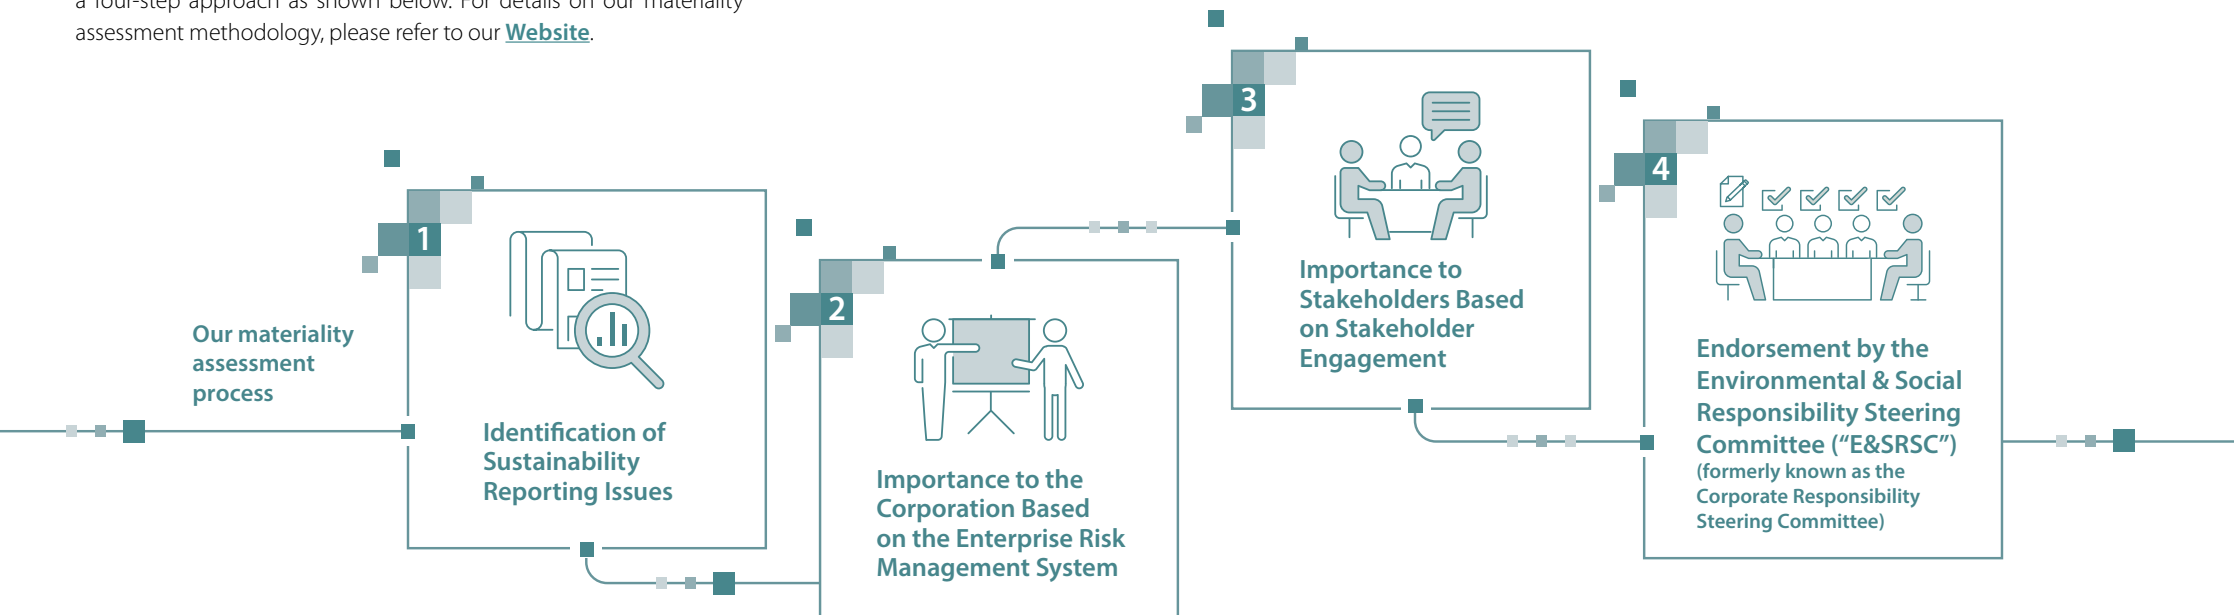 a four-step approach as shown below. For details on our materiality
assessment methodology, please refer to our Website.
Our materiality
assessment
process
1
Identification of
Sustainability
Reporting Issues
2
Importance to the
Corporation Based
on the Enterprise Risk
Management System
3
Importance to
Stakeholders Based
on Stakeholder
Engagement
4
Endorsement by the
Environmental & Social
Responsibility Steering
Committee (“E&SRSC”)
(formerly known as the
Corporate Responsibility
Steering Committee)